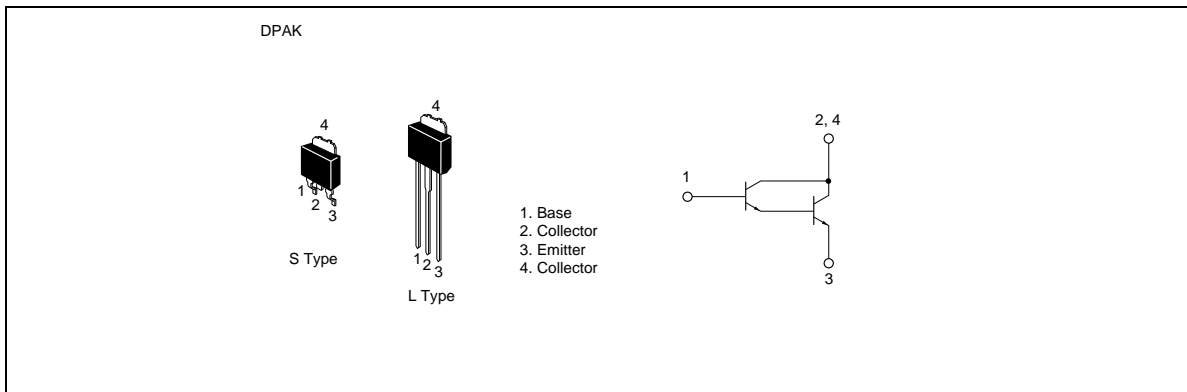 DPAK
4
1
2
3
S Type
4
1
2
3
L Type
1. Base
2. Collector
3. Emitter
4. Collector
2, 4
1
3